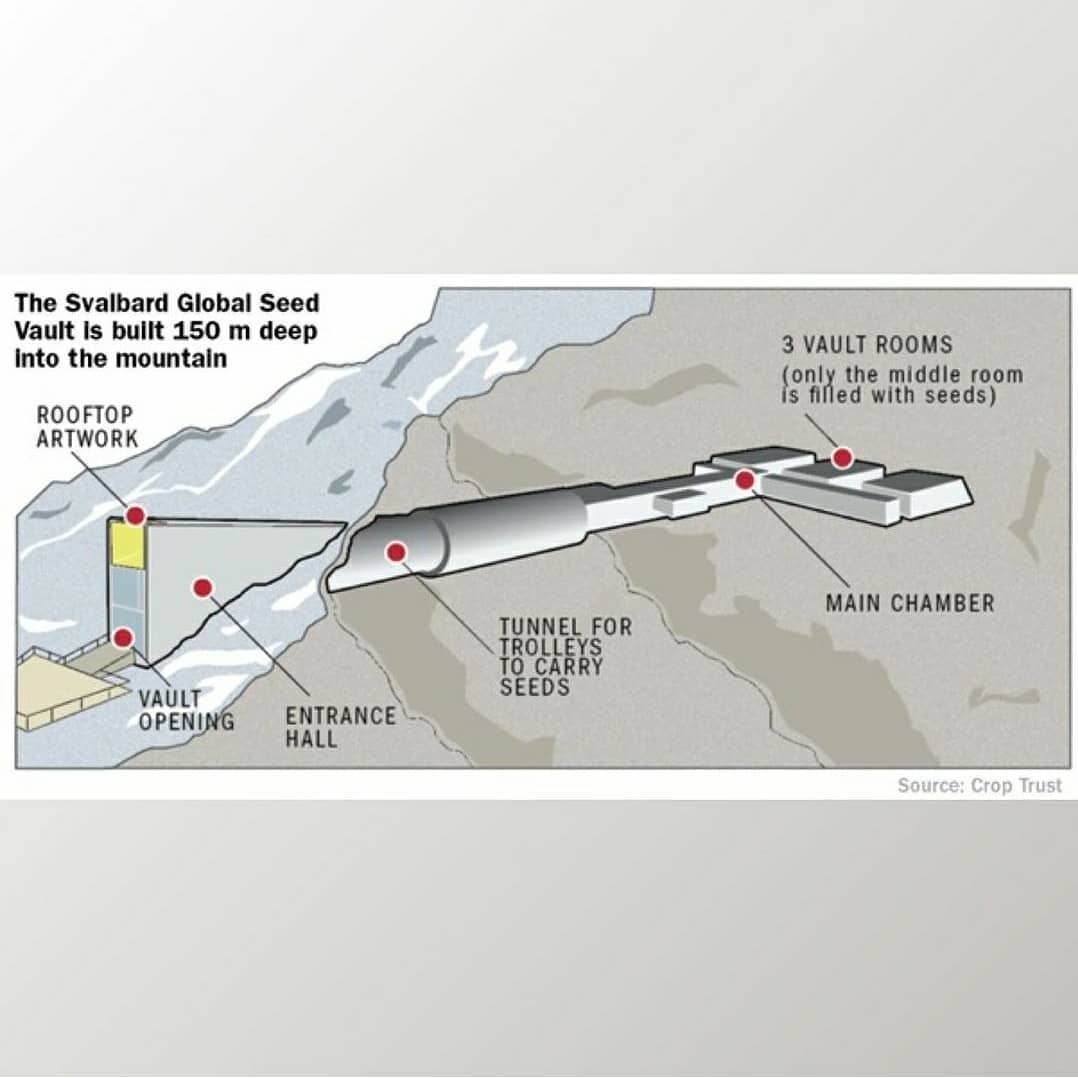 The Svalbard Global Seed
Vault is built 150 m deep
into the mountain
ROOFTOP
ARTWORK
3 VAULT ROOMS
(only the middle room
is filled with seeds)
MAIN CHAMBER
TUNNEL FOR
TROLLEYS
TO CARRY
SEEDS
VAULT
OPENING
ENTRANCE
HALL
Source: Crop Trust